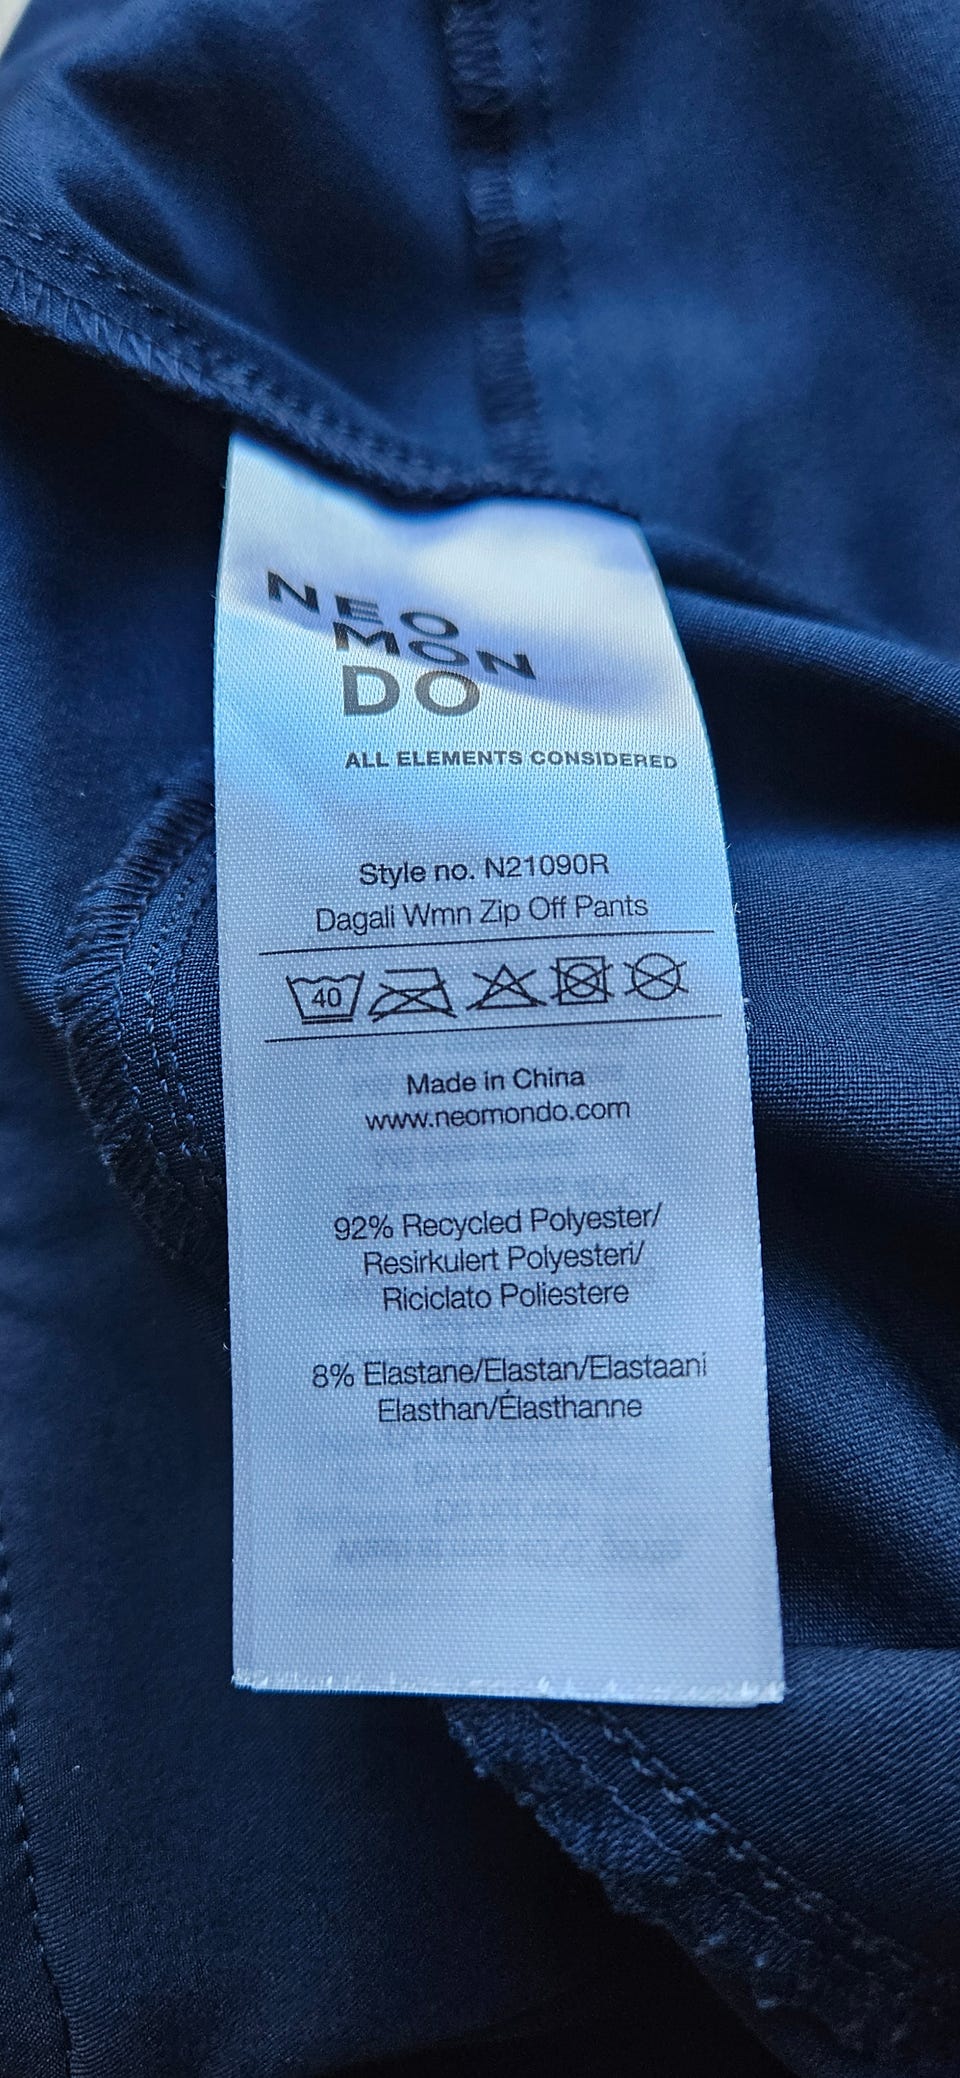 NEO
MON
DO
ALL ELEMENTS CONSIDERED
Style no. N21090R
Dagali Wmn Zip Off Pants
40
Made in China
www.neomondo.com
92% Recycled Polyester/
Resirkulert Polyesteri/
Riciclato Poliestere
8% Elastane/Elastan/Elastaani
Elasthan/Élasthanne